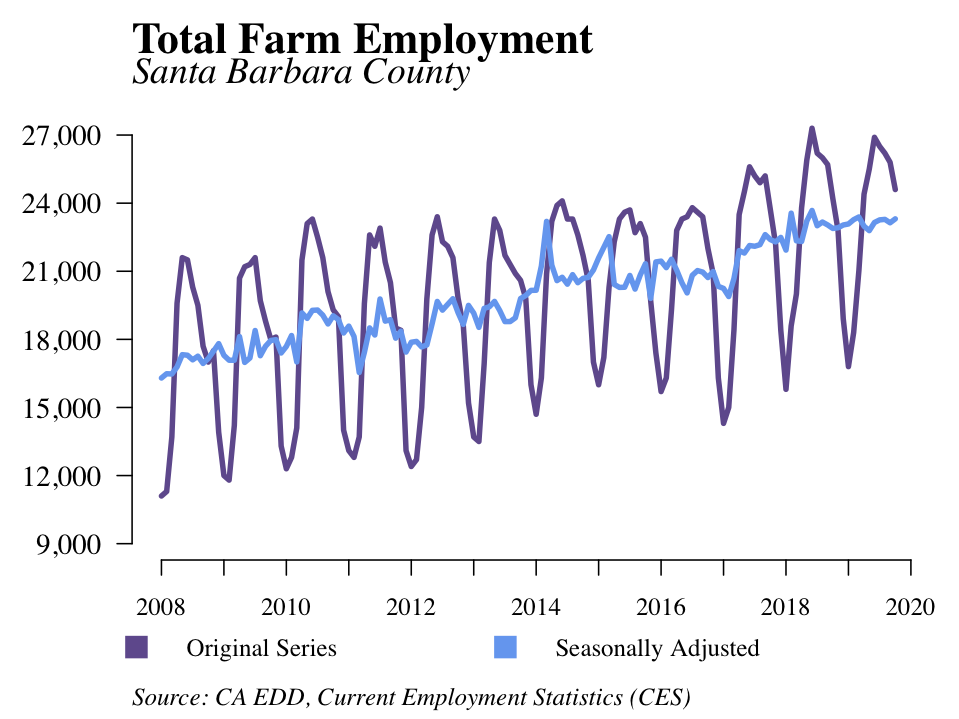 Total Farm Employment
Santa Barbara County
27,000
24,000
21,000
18,000
15,000
12,000
9,000
2008 2010 2012 2014 2016 2018 2020
Original Series Seasonally Adjusted
Source: CA EDD, Current Employment Statistics (CES)